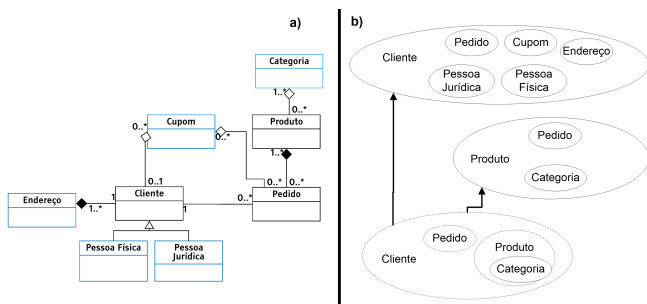 a)
Categoria
1..*
0..*
Cupom
Produto
0..*
0..*
1..*
0..1
0..*
0..*
Endereço
1..*
1
Cliente
1
0..*
Pedido
Pessoa Física
Pessoa
Jurídica
b)
Cliente
Pedido
Cupom
Endereço
Pessoa
Jurídica
Pessoa
Física
Produto
Pedido
Categoria
Cliente
Pedido
Produto
Categoria